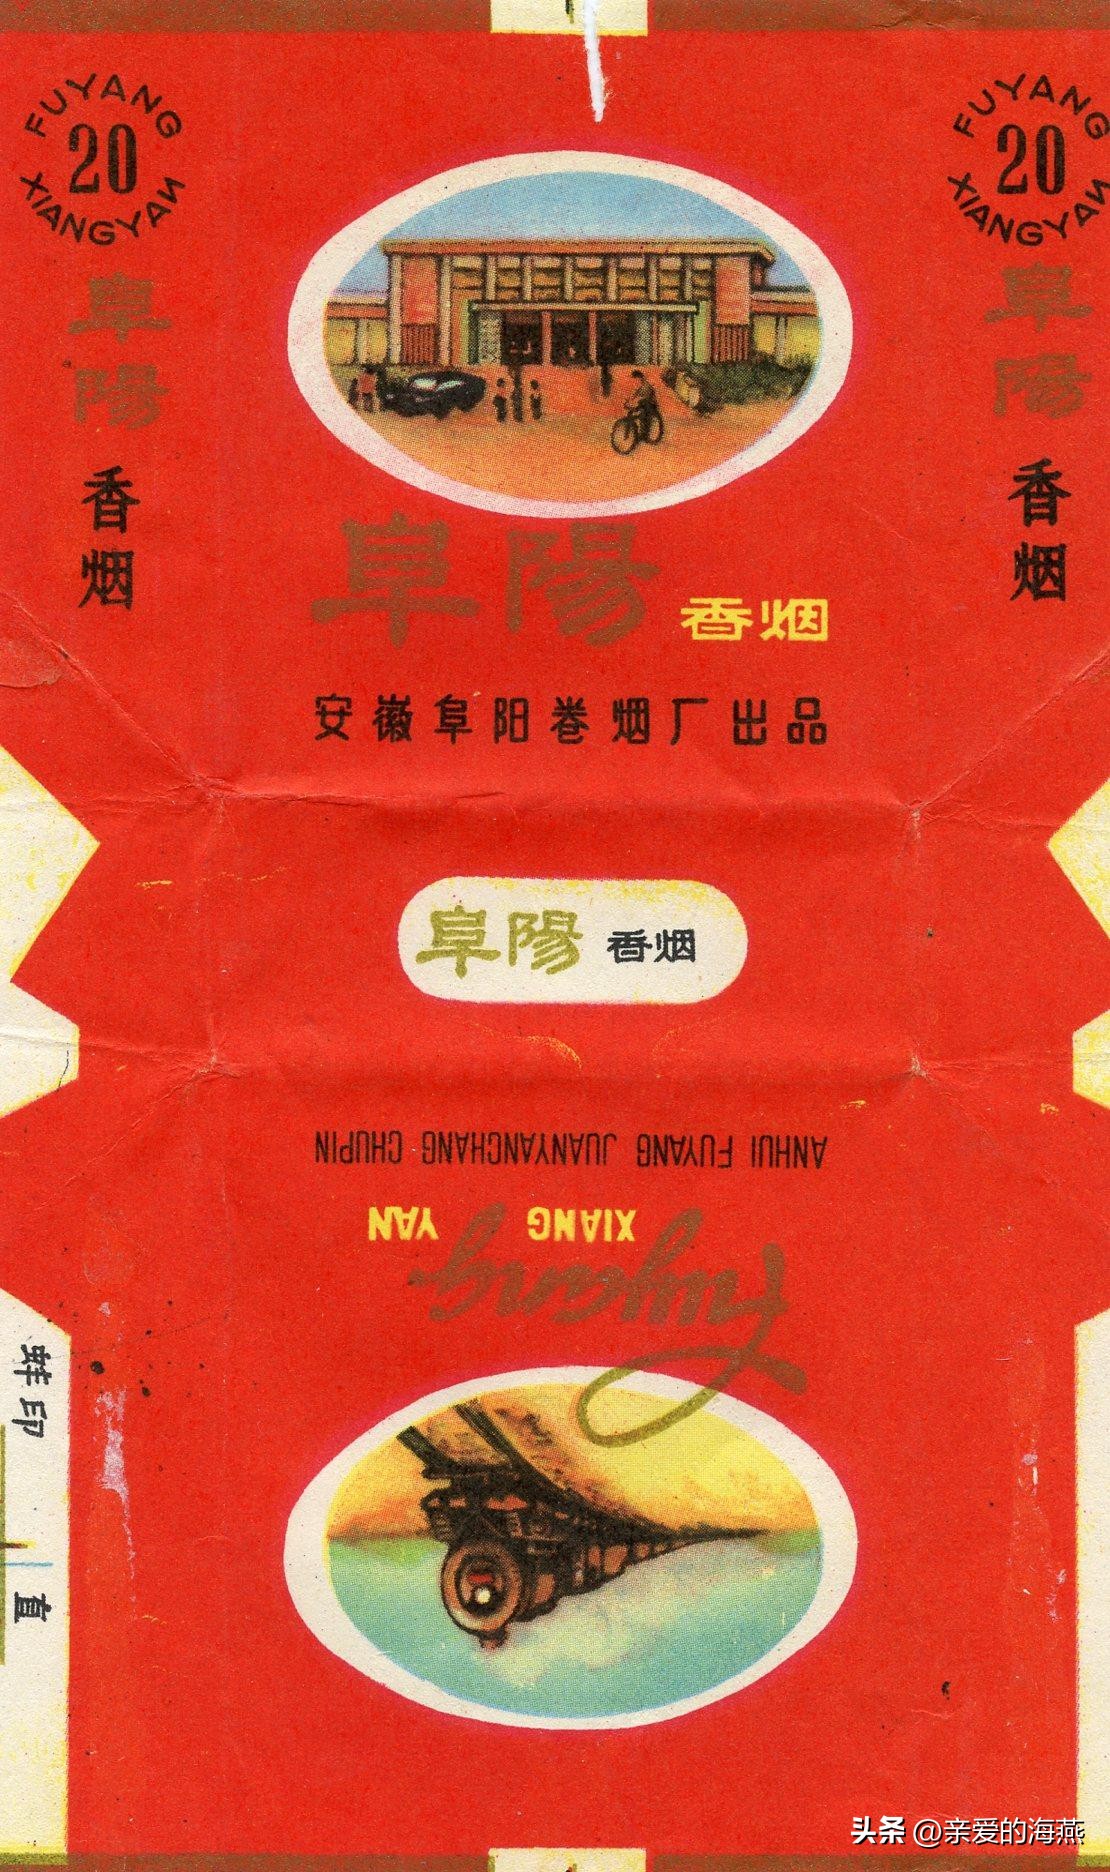 FUYANG
20
XIANGYAN
阜陽
香烟
FUYANG
20
XIANGYAN
阜陽
香烟
阜陽 香烟
安徽阜阳卷烟厂出品
阜陽 香烟
ANHUI FUYANG JUANYANCHANG CHUPIN
XIANG YAN
Fuyang
蚌印
直
头条 @亲爱的海燕